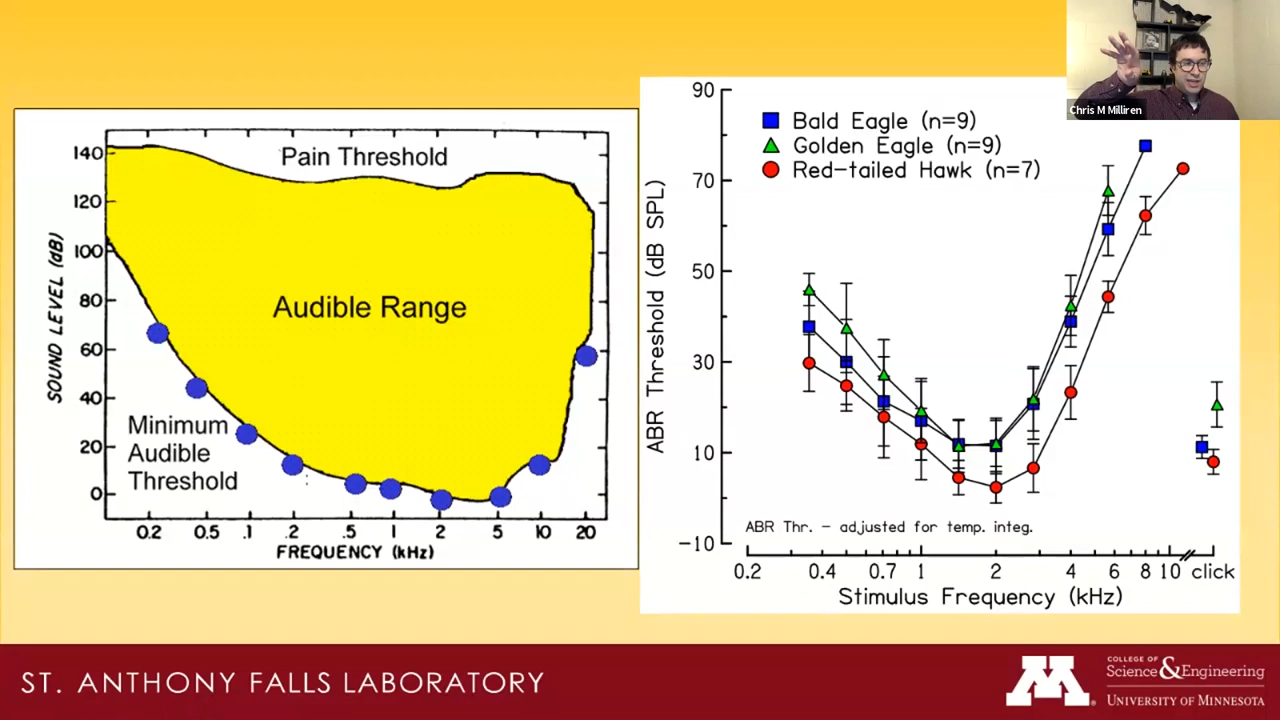 Chris M Milliren
140
120
100
80
60
40
20
0
SOUND LEVEL (dB)
Pain Threshold
Audible Range
Minimum
Audible
Threshold
0.2 0.5 .1 .2 .5 1 2 5 10 20
FREQUENCY (kHz)
90
70
50
30
10
-10
ABR Threshold (dB SPL)
Bald Eagle (n=9)
Golden Eagle (n=9)
Red-tailed Hawk (n=7)
ABR Thr. - adjusted for temp. integ.
0.2 0.4 0.7 1 2 4 6 8 10 click
Stimulus Frequency (kHz)
ST. ANTHONY FALLS LABORATORY
M
COLLEGE OF
Science & Engineering
UNIVERSITY OF MINNESOTA